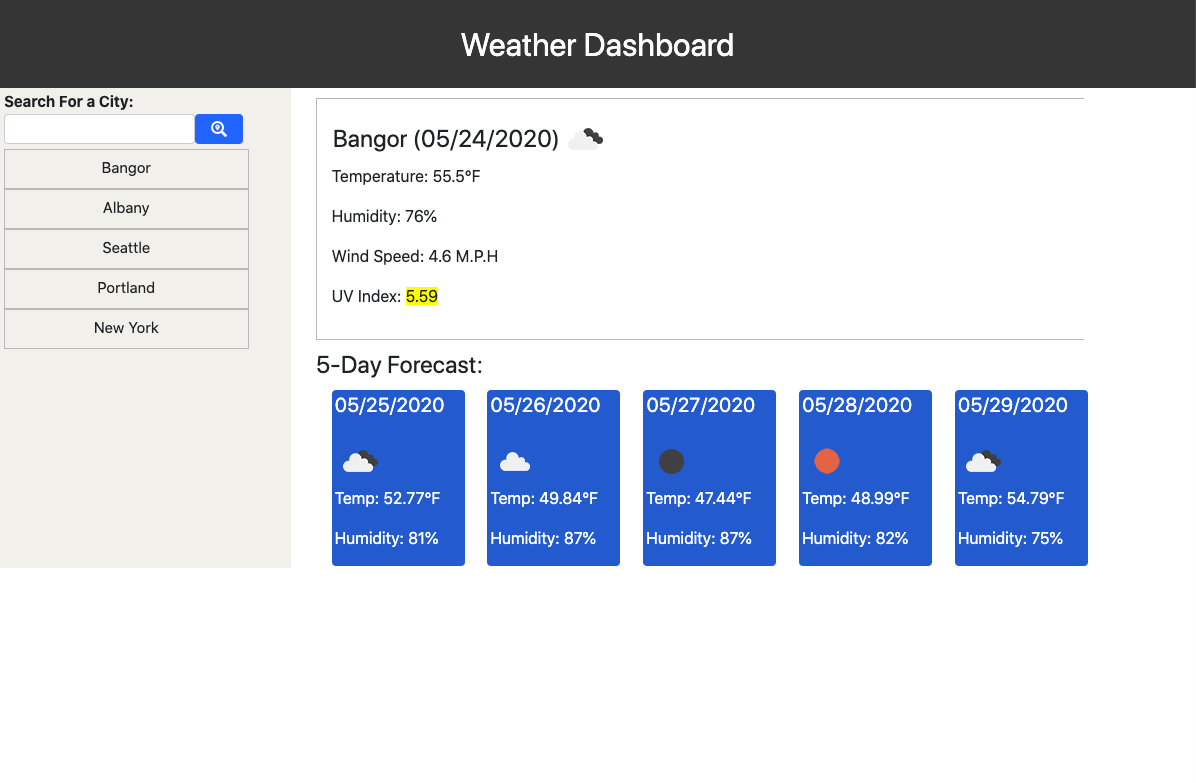 Weather Dashboard
Search For a City:
Bangor
Albany
Seattle
Portland
New York
Bangor (05/24/2020)
Temperature: 55.5°F
Humidity: 76%
Wind Speed: 4.6 M.P.H
UV Index: 5.59
5-Day Forecast:
05/25/2020
Temp: 52.77°F
Humidity: 81%
05/26/2020
Temp: 49.84°F
Humidity: 87%
05/27/2020
Temp: 47.44°F
Humidity: 87%
05/28/2020
Temp: 48.99°F
Humidity: 82%
05/29/2020
Temp: 54.79°F
Humidity: 75%